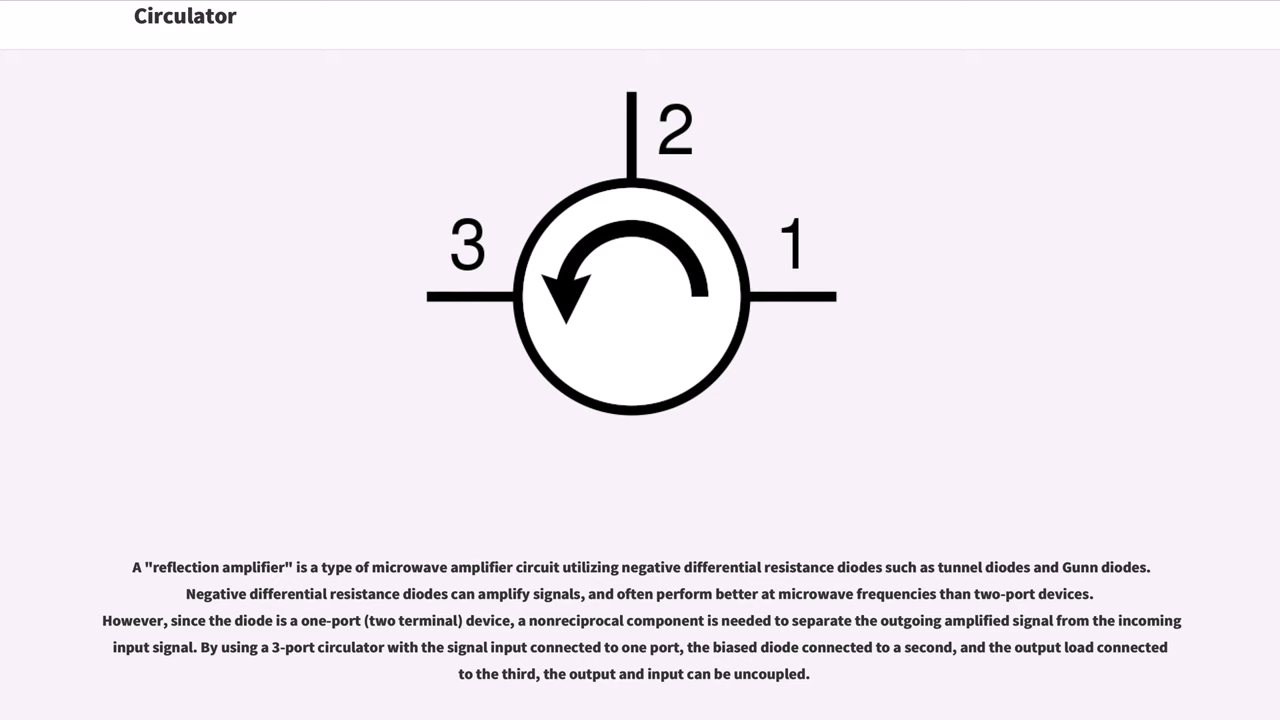 Circulator
2
3
1
A "reflection amplifier" is a type of microwave amplifier circuit utilizing negative differential resistance diodes such as tunnel diodes and Gunn diodes.
Negative differential resistance diodes can amplify signals, and often perform better at microwave frequencies than two-port devices.
However, since the diode is a one-port (two terminal) device, a nonreciprocal component is needed to separate the outgoing amplified signal from the incoming
input signal. By using a 3-port circulator with the signal input connected to one port, the biased diode connected to a second, and the output load connected
to the third, the output and input can be uncoupled.